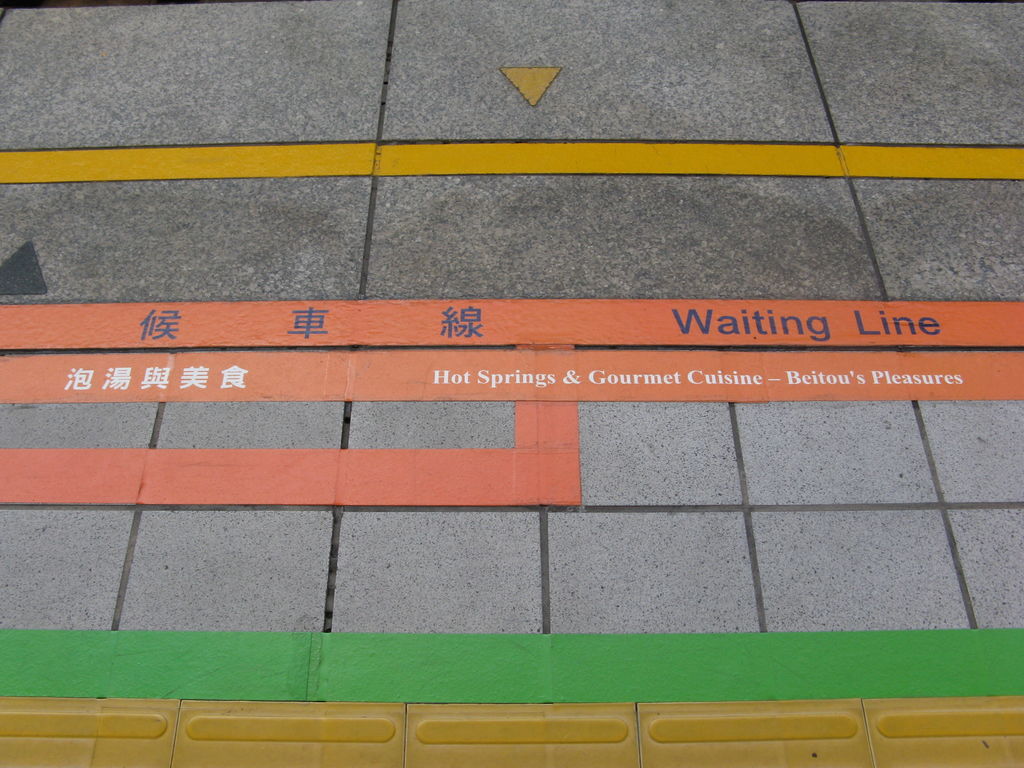 候車線 Waiting Line
泡湯與美食 Hot Springs & Gourmet Cuisine – Beitou's Pleasures